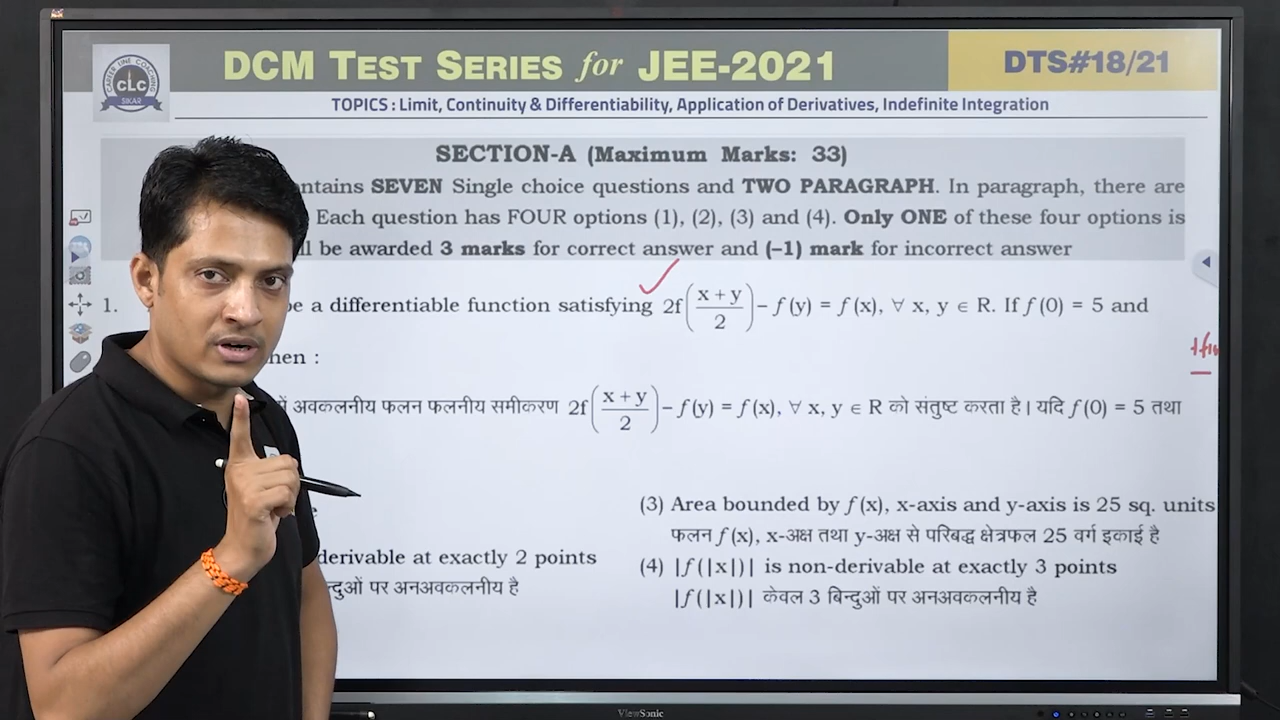 DCM TEST SERIES for JEE-2021
DTS#18/21
CAREER LINE COACHING
CLC
SIKAR
TOPICS : Limit, Continuity & Differentiability, Application of Derivatives, Indefinite Integration
SECTION-A (Maximum Marks: 33)
ntains SEVEN Single choice questions and TWO PARAGRAPH. In paragraph, there are
Each question has FOUR options (1), (2), (3) and (4). Only ONE of these four options is
ll be awarded 3 marks for correct answer and (–1) mark for incorrect answer
1. be a differentiable function satisfying 2f((x + y)/2) – f(y) = f(x), ∀ x, y ∈ R. If f(0) = 5 and
hen :
अवकलनीय फलन फलनीय समीकरण 2f((x + y)/2) – f(y) = f(x), ∀ x, y ∈ R को संतुष्ट करता है। यदि f(0) = 5 तथा
e
(3) Area bounded by f(x), x-axis and y-axis is 25 sq. units
फलन f(x), x-अक्ष तथा y-अक्ष से परिबद्ध क्षेत्रफल 25 वर्ग इकाई है
derivable at exactly 2 points
न्दुओं पर अनअवकलनीय है
(4) |f(|x|)| is non-derivable at exactly 3 points
|f(|x|)| केवल 3 बिन्दुओं पर अनअवकलनीय है
ViewSonic